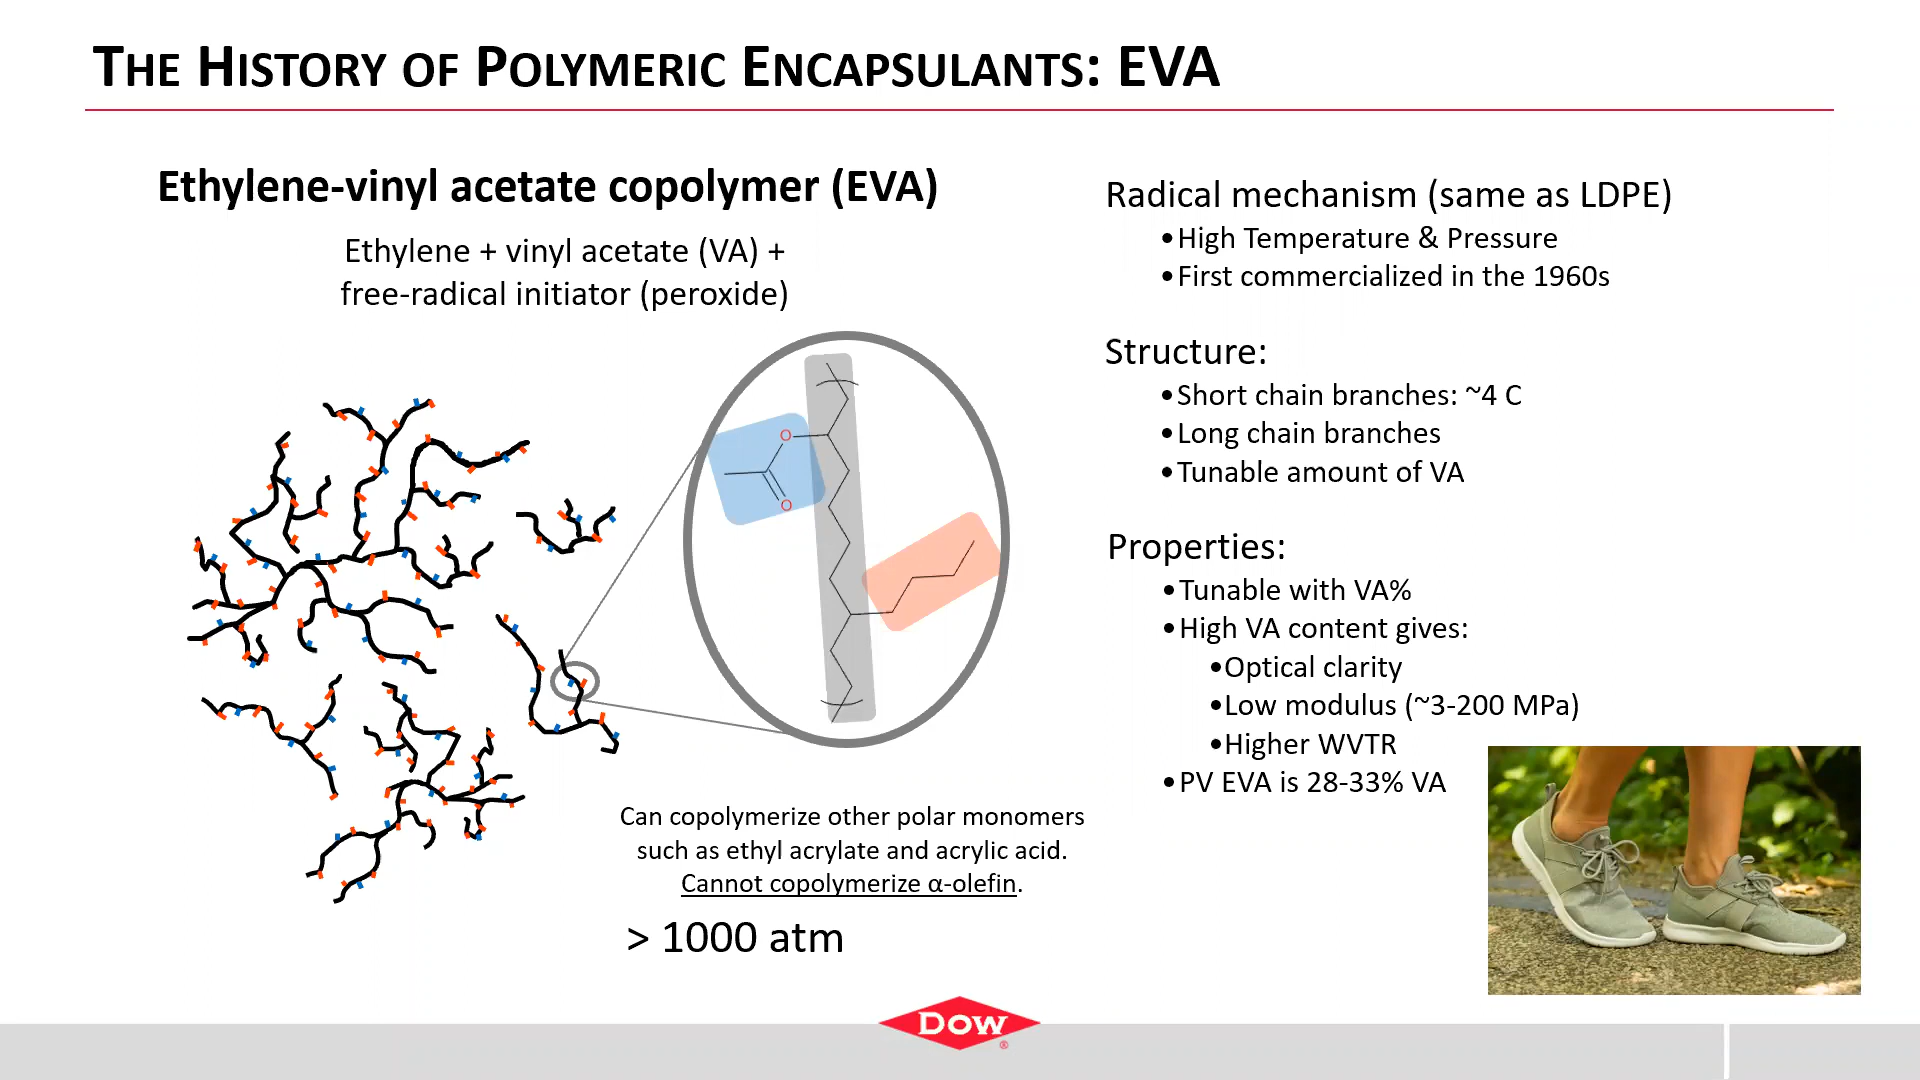 THE HISTORY OF POLYMERIC ENCAPSULANTS: EVA
Ethylene-vinyl acetate copolymer (EVA)
Ethylene + vinyl acetate (VA) +
free-radical initiator (peroxide)
O
O
Can copolymerize other polar monomers
such as ethyl acrylate and acrylic acid.
Cannot copolymerize α-olefin.
> 1000 atm
Radical mechanism (same as LDPE)
•High Temperature & Pressure
•First commercialized in the 1960s
Structure:
•Short chain branches: ~4 C
•Long chain branches
•Tunable amount of VA
Properties:
•Tunable with VA%
•High VA content gives:
•Optical clarity
•Low modulus (~3-200 MPa)
•Higher WVTR
•PV EVA is 28-33% VA
DOW
®